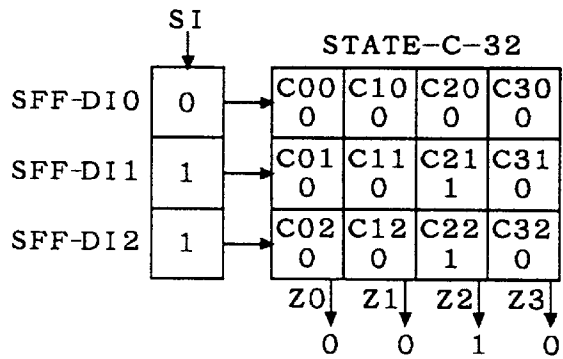 SI
STATE-C-32
SFF-DI0 0 C00 C10 C20 C30
0 0 0 0
SFF-DI1 1 C01 C11 C21 C31
0 0 1 0
SFF-DI2 1 C02 C12 C22 C32
0 0 1 0
Z0 Z1 Z2 Z3
0 0 1 0